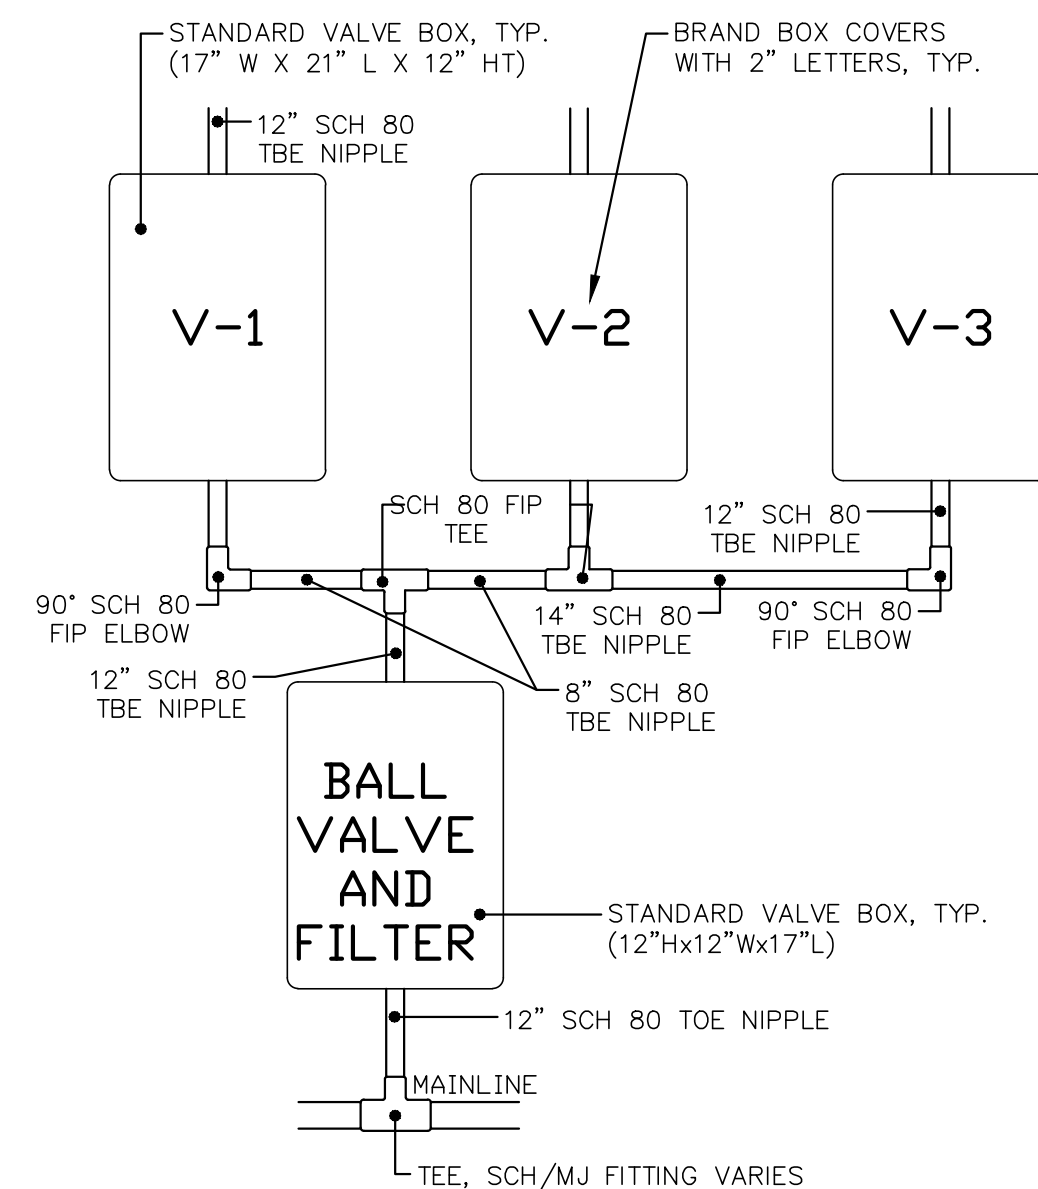 STANDARD VALVE BOX, TYP.
(17” W X 21” L X 12” HT)
BRAND BOX COVERS
WITH 2” LETTERS, TYP.
12” SCH 80
TBE NIPPLE
V-1
V-2
V-3
SCH 80 FIP
TEE
12” SCH 80
TBE NIPPLE
90° SCH 80
FIP ELBOW
14” SCH 80
TBE NIPPLE
90° SCH 80
FIP ELBOW
12” SCH 80
TBE NIPPLE
8” SCH 80
TBE NIPPLE
BALL
VALVE
AND
FILTER
STANDARD VALVE BOX, TYP.
(12”Hx12”Wx17”L)
12” SCH 80 TOE NIPPLE
MAINLINE
TEE, SCH/MJ FITTING VARIES